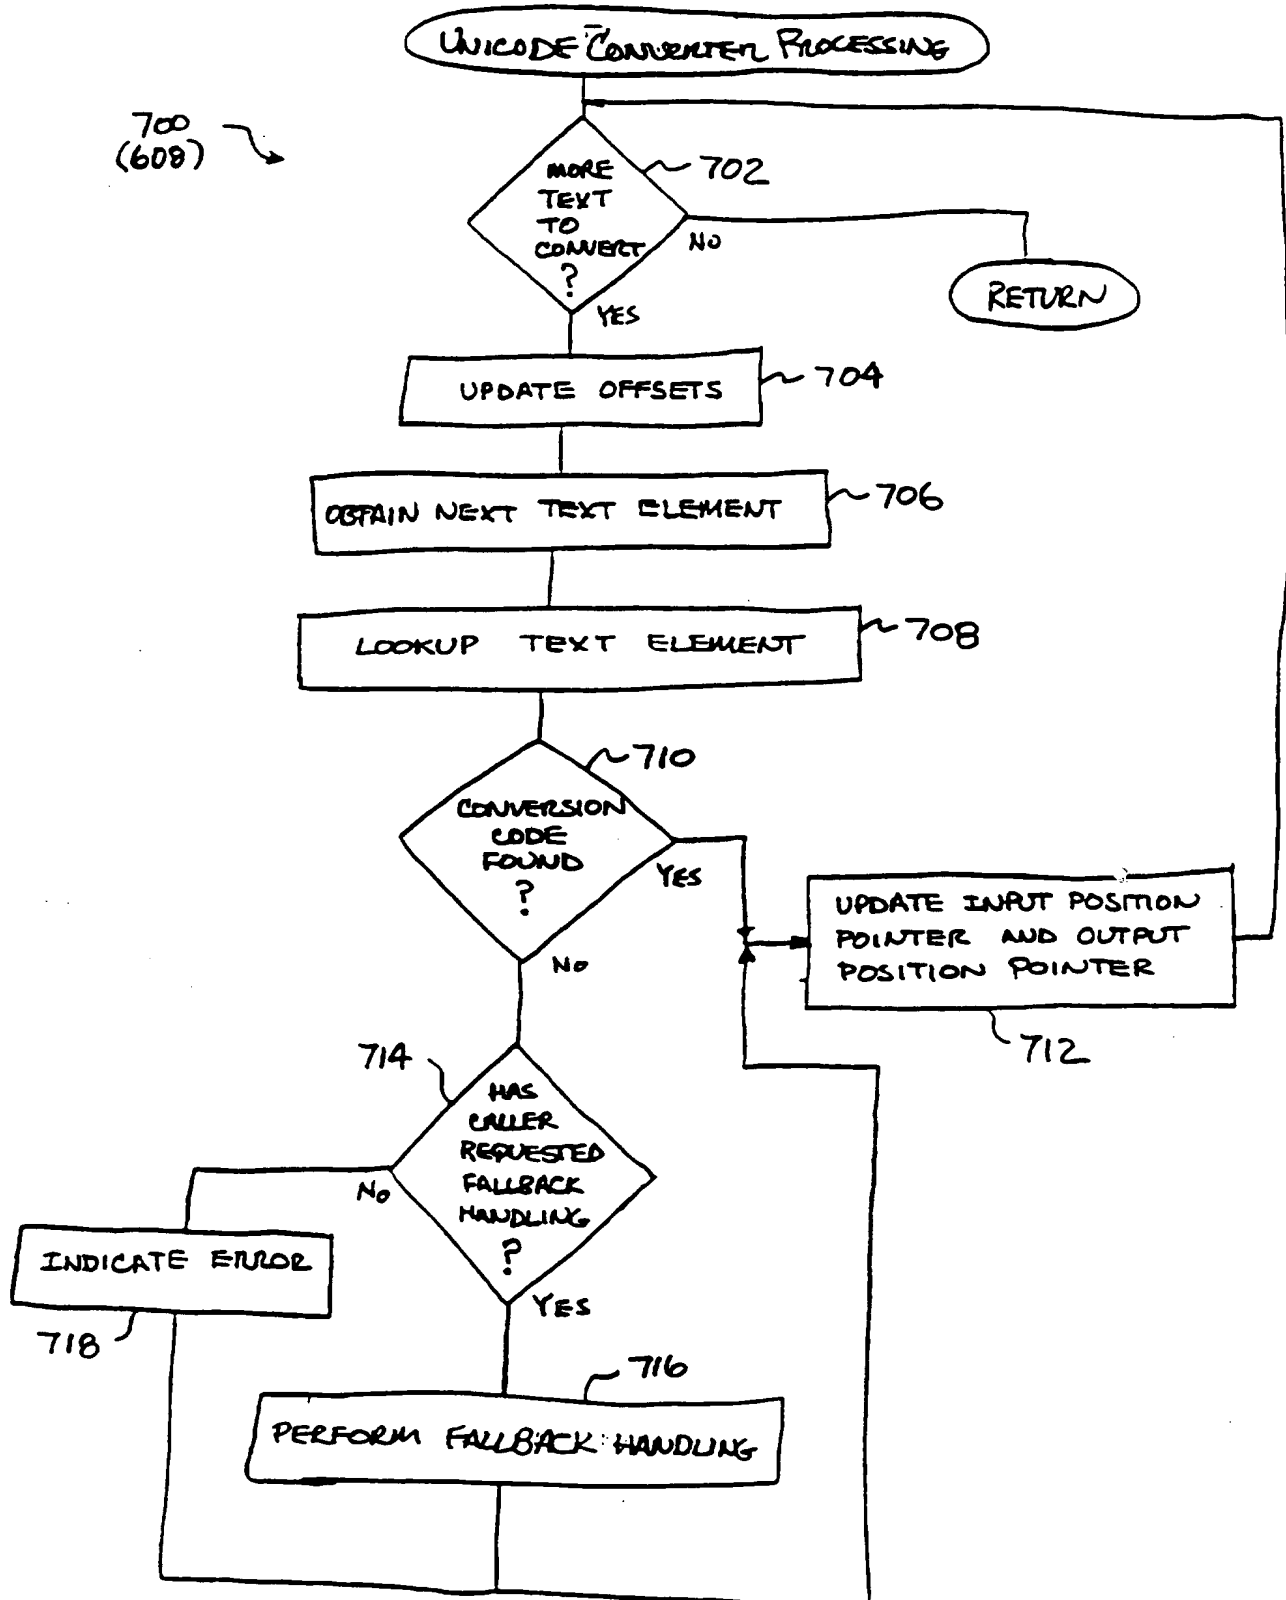 UNICODE CONVERTER PROCESSING
700
(608)
MORE
TEXT
TO
CONVERT
?
702
NO
YES
RETURN
UPDATE OFFSETS
704
OBTAIN NEXT TEXT ELEMENT
706
LOOKUP TEXT ELEMENT
708
710
CONVERSION
CODE
FOUND
?
YES
NO
UPDATE INPUT POSITION
POINTER AND OUTPUT
POSITION POINTER
712
714
HAS
CALLER
REQUESTED
FALLBACK
HANDLING
?
NO
YES
INDICATE ERROR
718
716
PERFORM FALLBACK HANDLING